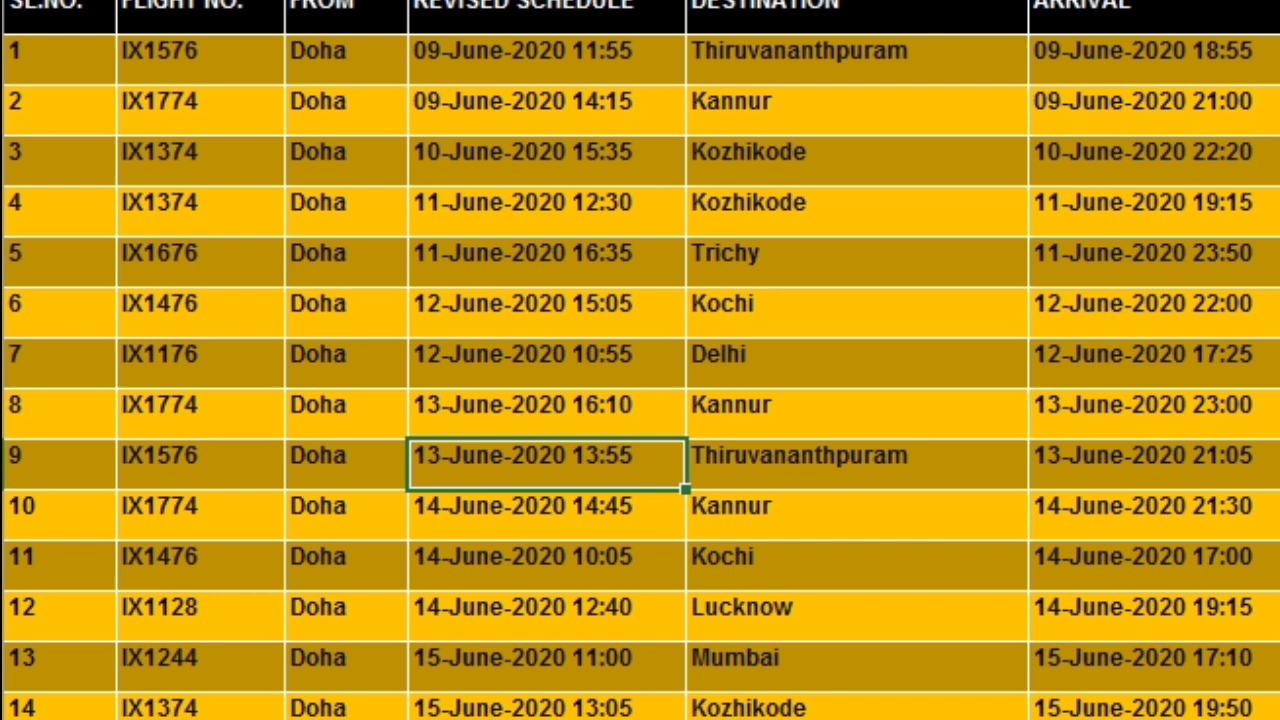 SL.NO. FLIGHT NO. FROM REVISED SCHEDULE DESTINATION ARRIVAL
1 IX1576 Doha 09-June-2020 11:55 Thiruvananthpuram 09-June-2020 18:55
2 IX1774 Doha 09-June-2020 14:15 Kannur 09-June-2020 21:00
3 IX1374 Doha 10-June-2020 15:35 Kozhikode 10-June-2020 22:20
4 IX1374 Doha 11-June-2020 12:30 Kozhikode 11-June-2020 19:15
5 IX1676 Doha 11-June-2020 16:35 Trichy 11-June-2020 23:50
6 IX1476 Doha 12-June-2020 15:05 Kochi 12-June-2020 22:00
7 IX1176 Doha 12-June-2020 10:55 Delhi 12-June-2020 17:25
8 IX1774 Doha 13-June-2020 16:10 Kannur 13-June-2020 23:00
9 IX1576 Doha 13-June-2020 13:55 Thiruvananthpuram 13-June-2020 21:05
10 IX1774 Doha 14-June-2020 14:45 Kannur 14-June-2020 21:30
11 IX1476 Doha 14-June-2020 10:05 Kochi 14-June-2020 17:00
12 IX1128 Doha 14-June-2020 12:40 Lucknow 14-June-2020 19:15
13 IX1244 Doha 15-June-2020 11:00 Mumbai 15-June-2020 17:10
14 IX1374 Doha 15-June-2020 13:05 Kozhikode 15-June-2020 19:50